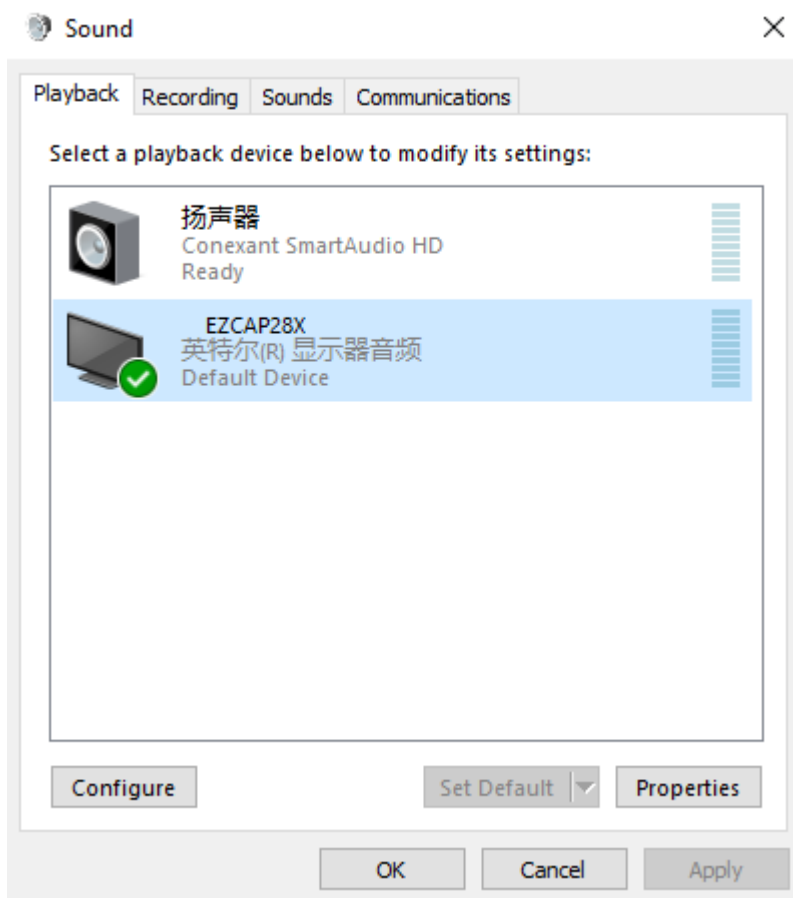 Sound
Playback
Recording
Sounds
Communications
Select a playback device below to modify its settings:
扬声器
Conexant SmartAudio HD
Ready
EZCAP28X
英特尔(R) 显示器音频
Default Device
Configure
Set Default
Properties
OK
Cancel
Apply